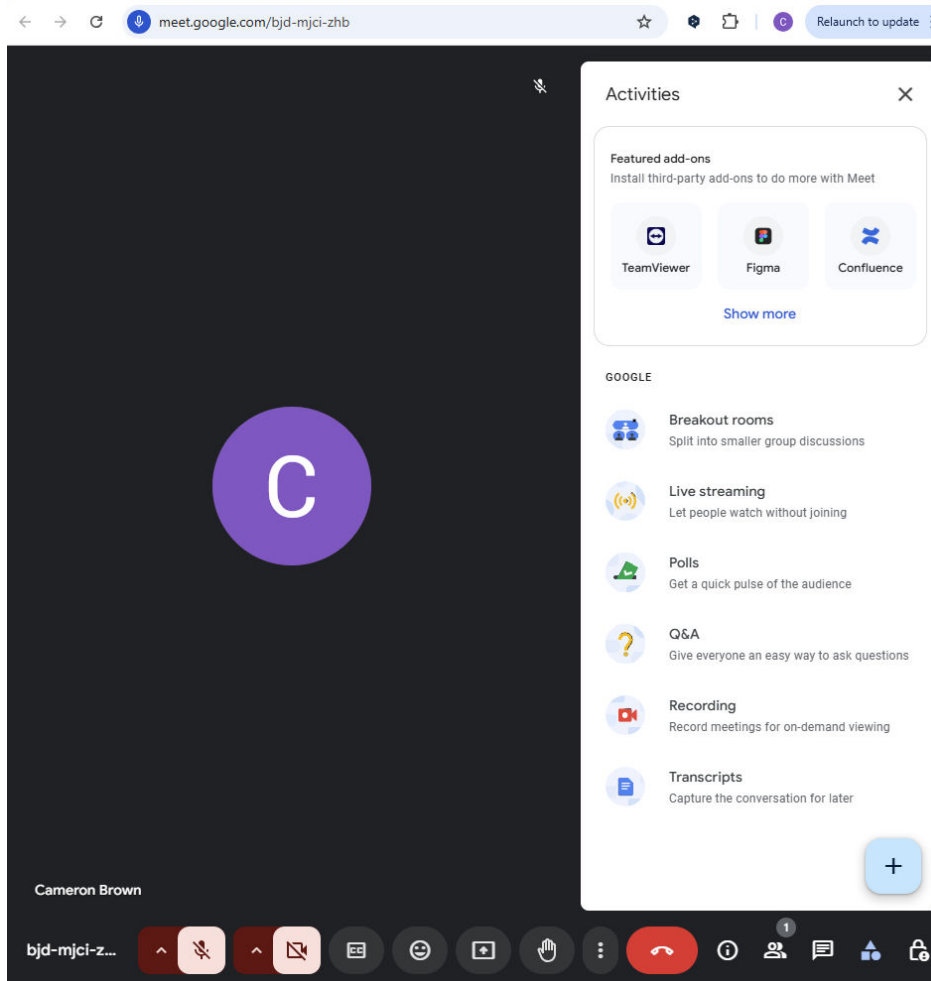 meet.google.com/bjd-mjci-zhb
C
Relaunch to update
Activities
Featured add-ons
Install third-party add-ons to do more with Meet
TeamViewer
Figma
Confluence
Show more
GOOGLE
Breakout rooms
Split into smaller group discussions
Live streaming
Let people watch without joining
Polls
Get a quick pulse of the audience
Q&A
Give everyone an easy way to ask questions
Recording
Record meetings for on-demand viewing
Transcripts
Capture the conversation for later
C
Cameron Brown
bjd-mjci-z...
CC
1